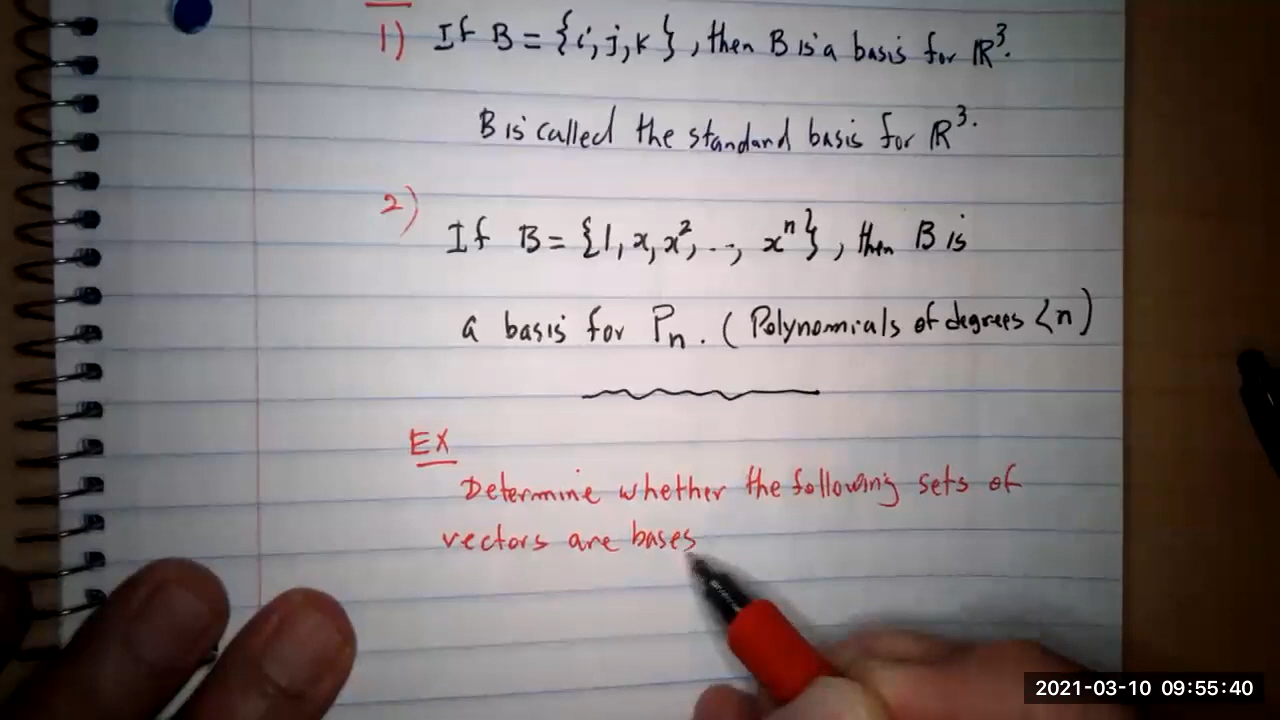 1) If B = {i, j, k}, then B is a basis for ℝ³.
B is called the standard basis for ℝ³.
2) If B = {1, x, x², .., xⁿ}, then B is
a basis for Pₙ. (Polynomials of degrees < n)
EX
Determine whether the following sets of
vectors are bases
2021-03-10 09:55:40